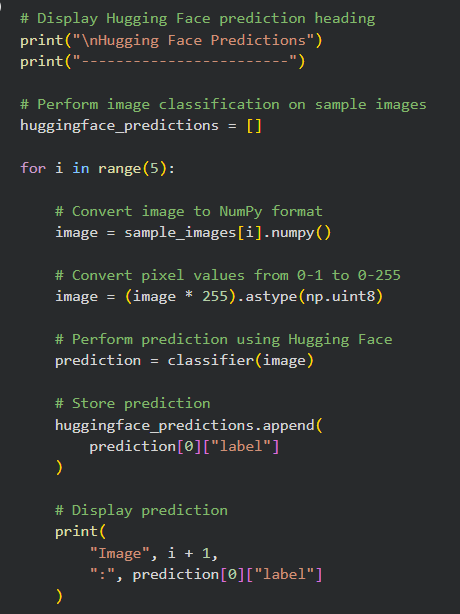 # Display Hugging Face prediction heading
print("\nHugging Face Predictions")
print("------------------------")

# Perform image classification on sample images
huggingface_predictions = []

for i in range(5):

    # Convert image to NumPy format
    image = sample_images[i].numpy()

    # Convert pixel values from 0-1 to 0-255
    image = (image * 255).astype(np.uint8)

    # Perform prediction using Hugging Face
    prediction = classifier(image)

    # Store prediction
    huggingface_predictions.append(
        prediction[0]["label"]
    )

    # Display prediction
    print(
        "Image", i + 1,
        ":", prediction[0]["label"]
    )